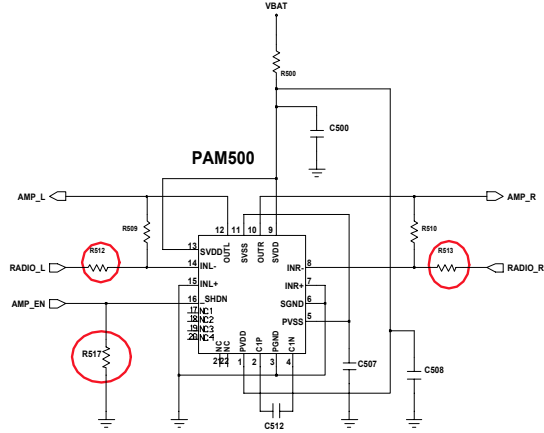 VBAT
R500
C500
PAM500
AMP_L
AMP_R
12 11 10 9
R509
OUTL SVSS OUTR SVDD
R510
R512
13 SVDD
R513
RADIO_L
14 INL-
INR- 8
RADIO_R
15 INL+
INR+ 7
AMP_EN
16 SHDN
SGND 6
17 NC1
18 NC2
PVSS 5
19 NC3
20 NC4
R517
NC NC PVDD C1P PGND C1N
21 22 1 2 3 4
C507
C508
C512